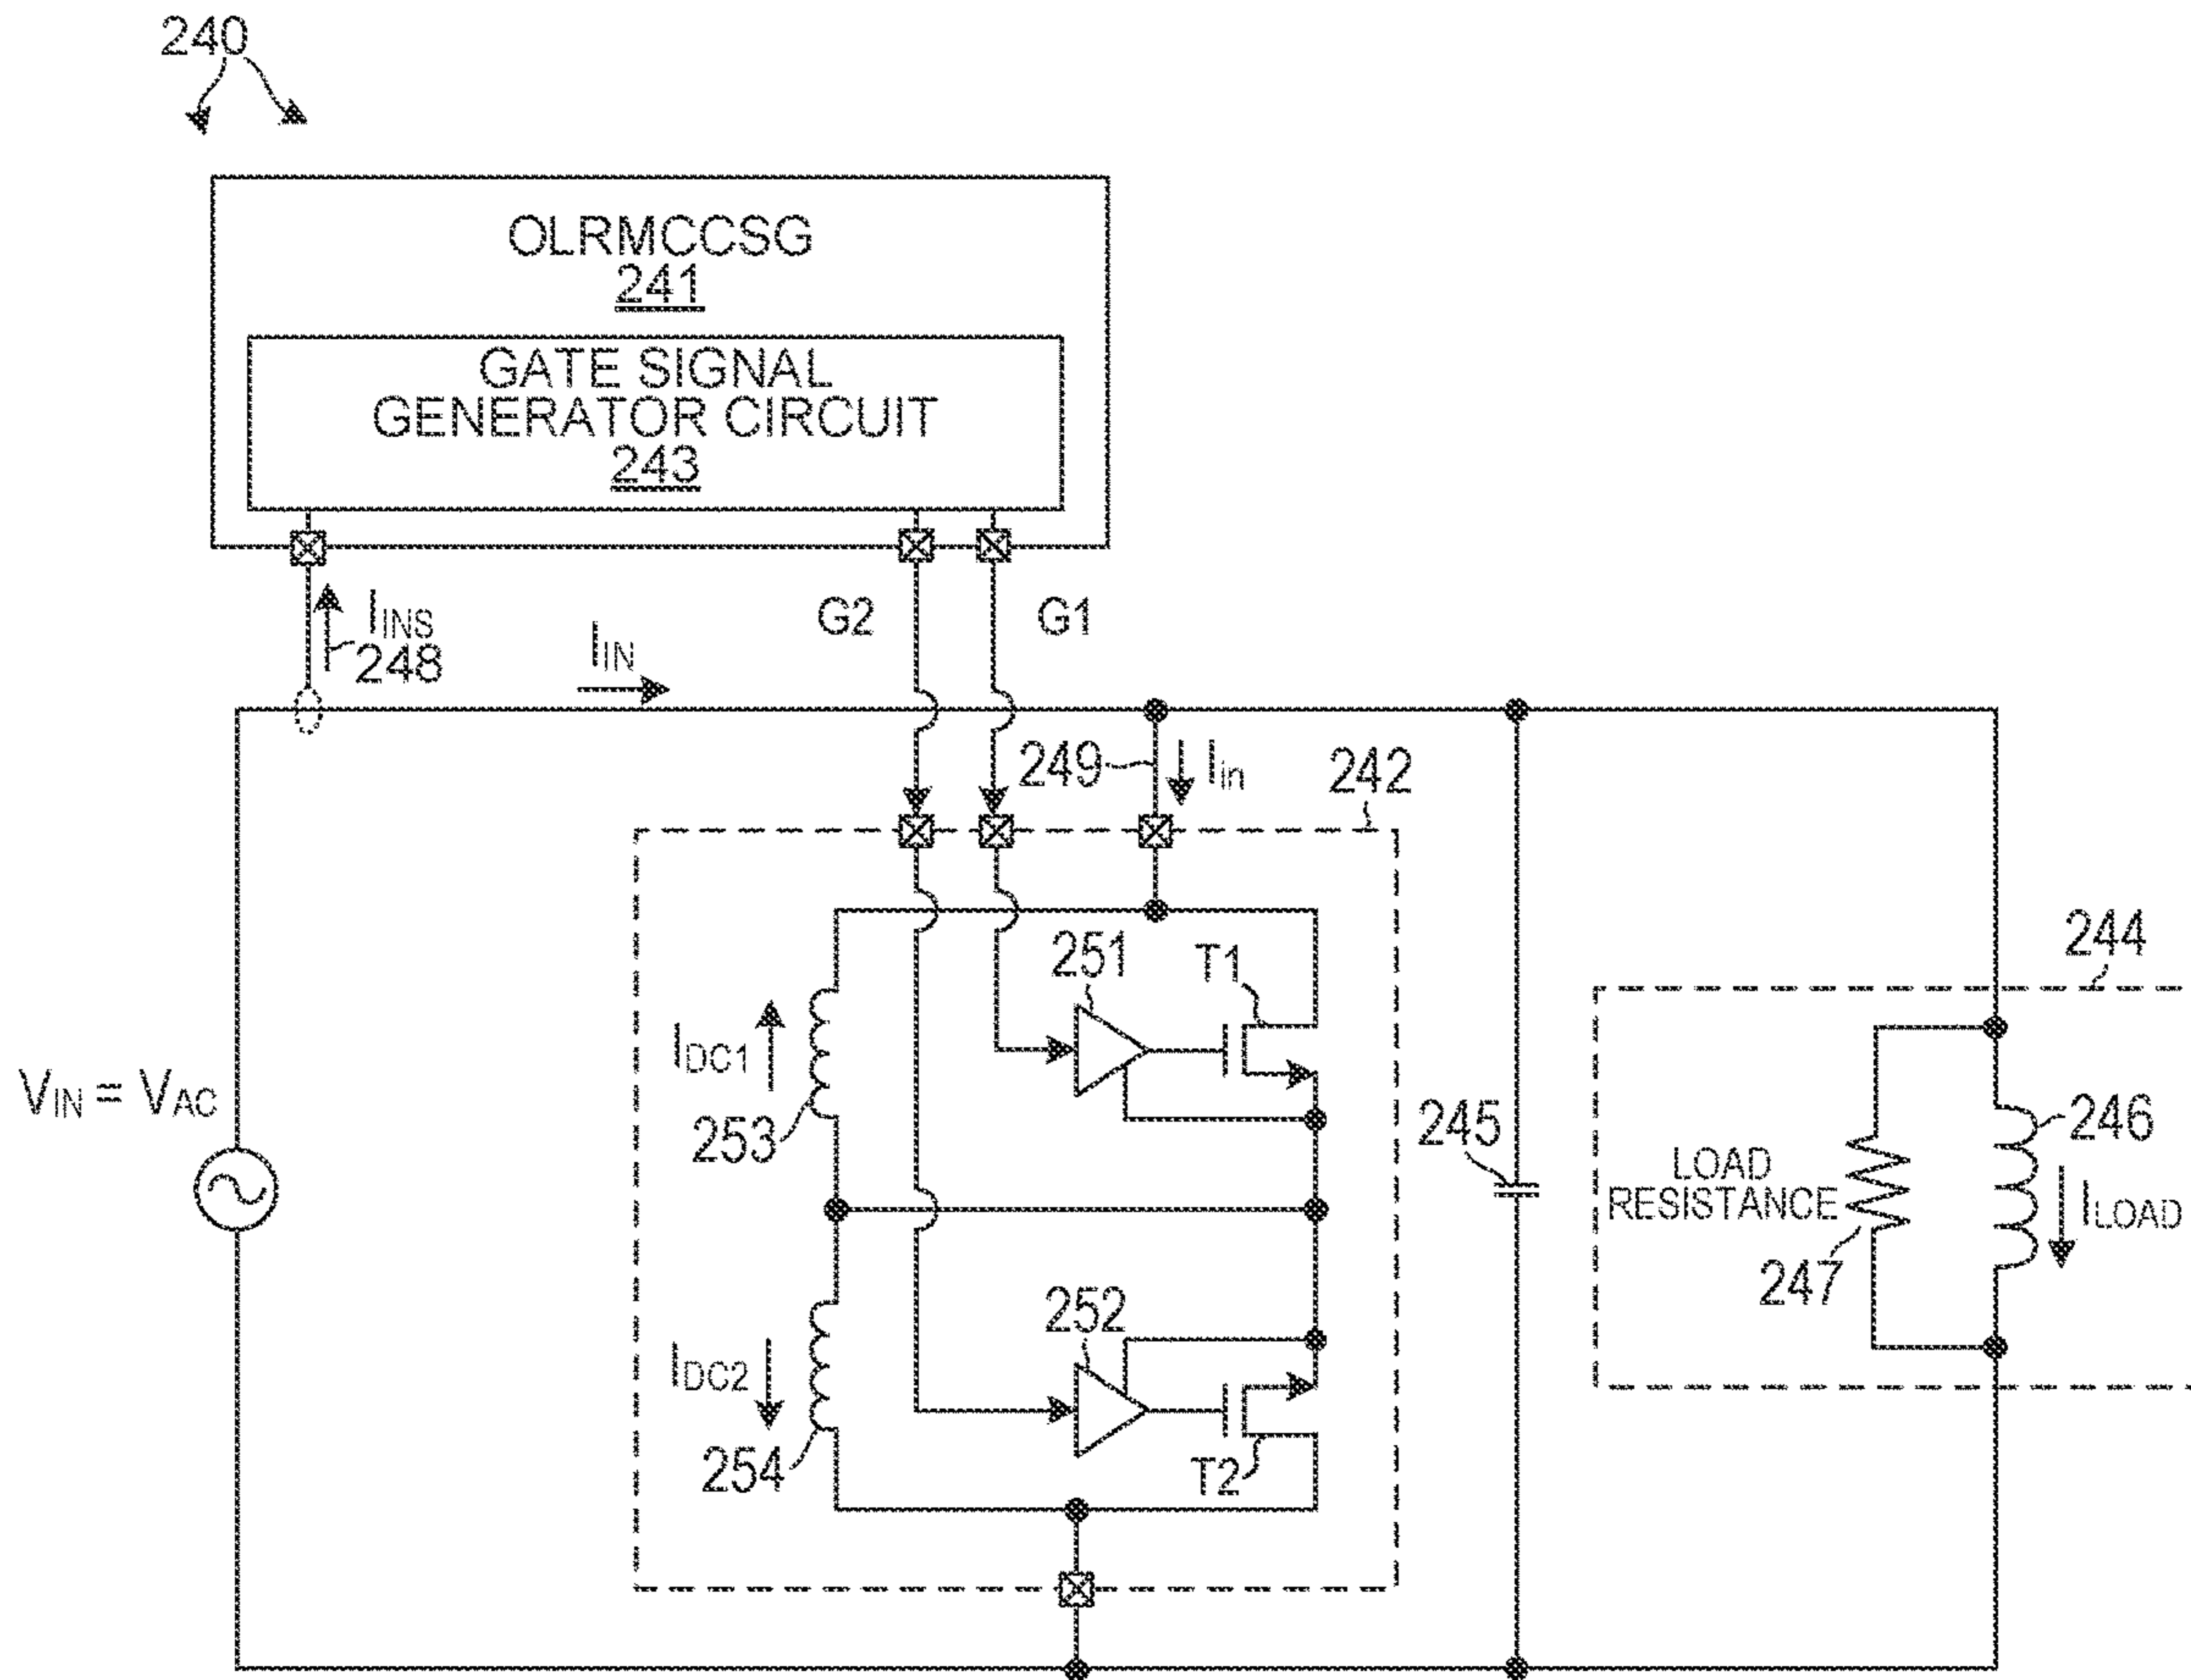 240
OLRMCCSG
241
GATE SIGNAL
GENERATOR CIRCUIT
243
IINS
248
IIN
G2
G1
249
Iin
242
251
T1
244
IDC1
253
VIN = VAC
245
LOAD
RESISTANCE
247
246
ILOAD
252
IDC2
254
T2